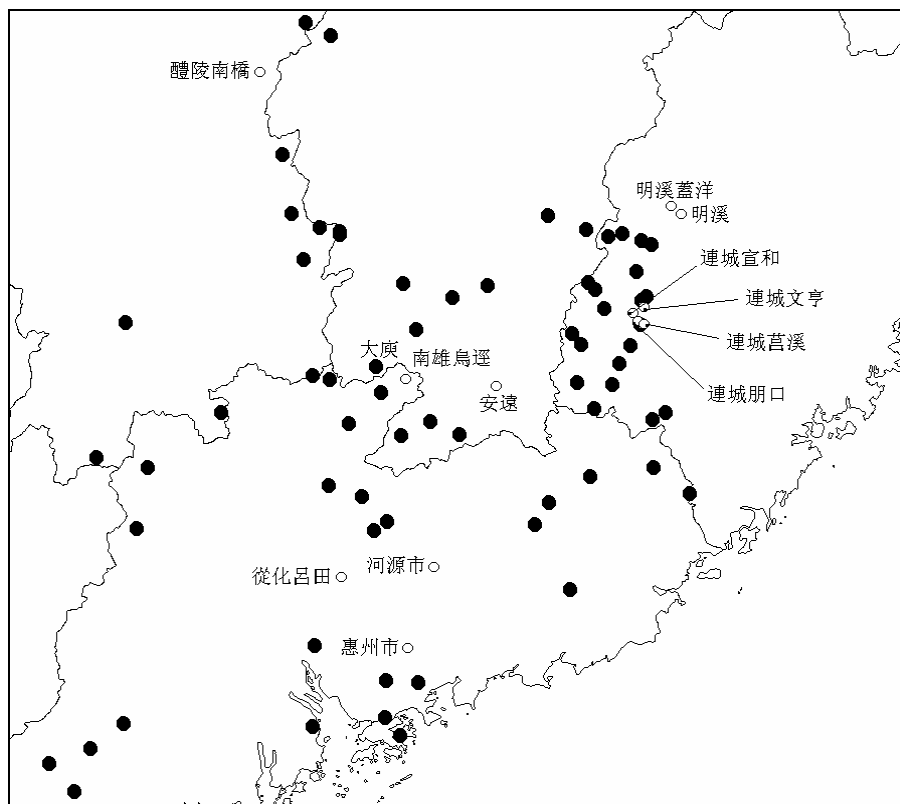 醴陵南橋
明溪蓋洋
明溪
連城宣和
連城文亨
連城莒溪
連城朋口
大庾
南雄烏逕
安遠
河源市
從化呂田
惠州市